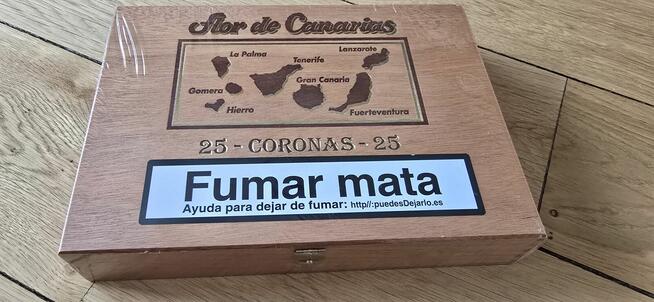 Flor de Canarias
La Palma
Tenerife
Lanzarote
Gomera
Gran Canaria
Hierro
Fuerteventura
25 - CORONAS - 25
Fumar mata
Ayuda para dejar de fumar: http//:puedesDejarlo.es